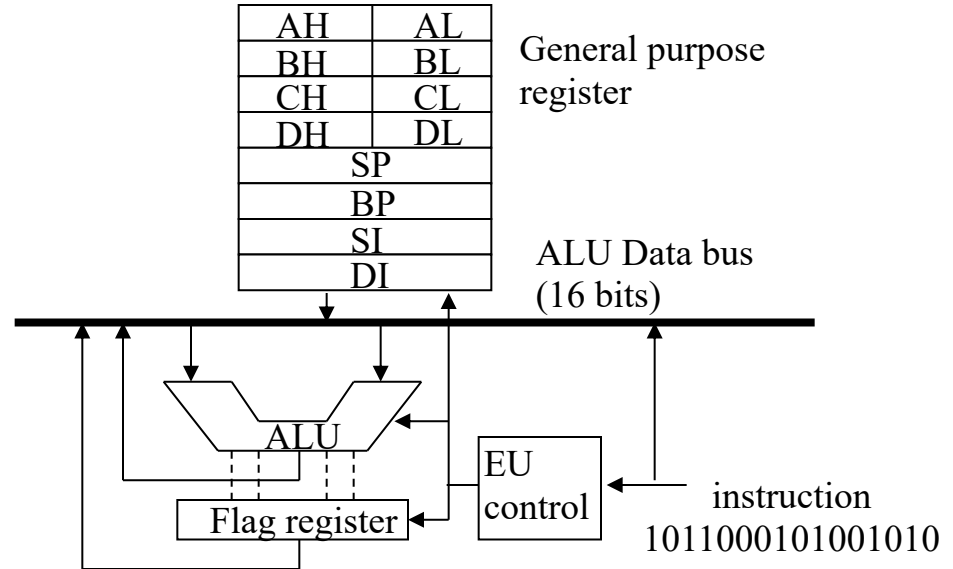 AH AL
BH BL
CH CL
DH DL
SP
BP
SI
DI
General purpose
register
ALU Data bus
(16 bits)
ALU
EU
control
Flag register
instruction
1011000101001010